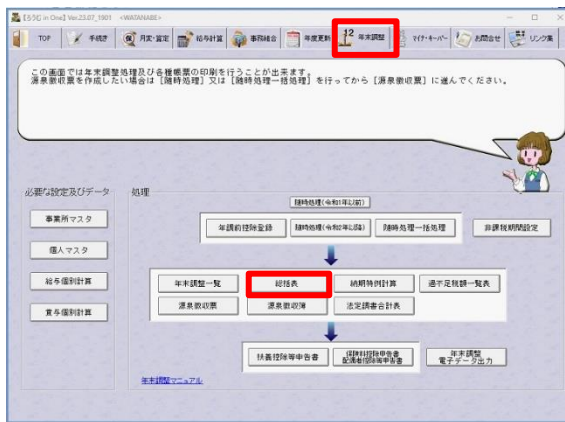 【ろうむ in One】 Ver.23.07_1901 <WATANABE>
TOP
手続き
月変・算定
給与計算
事務組合
年度更新
12 年末調整
マイナンバー
お問合せ
リンク集
この画面では年末調整処理及び各種帳票の印刷を行うことが出来ます。
源泉徴収票を作成したい場合は［随時処理］又は［随時処理一括処理］を行ってから［源泉徴収票］に進んでください。
必要な設定及びデータ
処理
事業所マスタ
個人マスタ
給与個別計算
賞与個別計算
随時処理(令和1年以前)
年調前控除登録
随時処理(令和2年以降)
随時処理一括処理
非課税期間設定
年末調整一覧
総括表
納期特例計算
過不足税額一覧表
源泉徴収票
源泉徴収簿
法定調書合計表
扶養控除等申告書
保険料控除申告書
配偶者控除等申告書
年末調整
電子データ出力
年末調整マニュアル